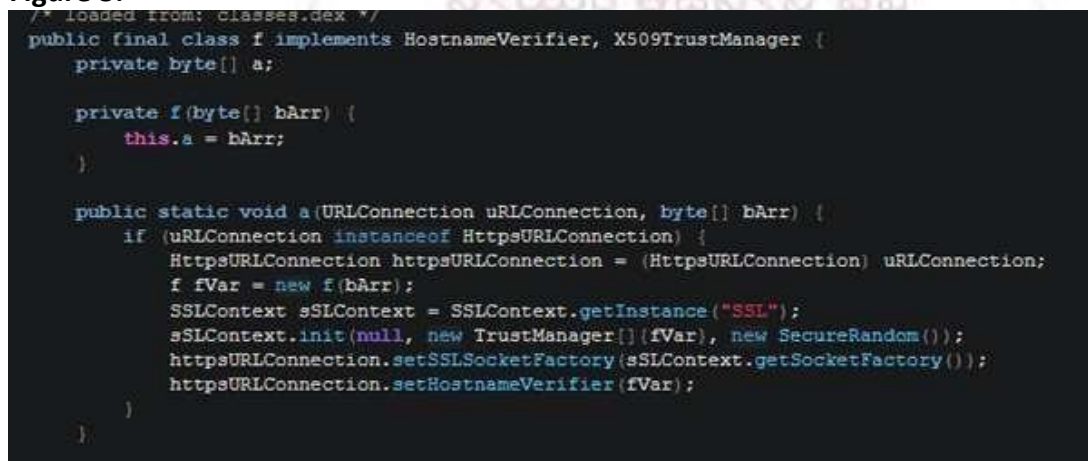 /* loaded from: classes.dex */
public final class f implements HostnameVerifier, X509TrustManager {
    private byte[] a;

    private f(byte[] bArr) {
        this.a = bArr;
    }

    public static void a(URLConnection uRLConnection, byte[] bArr) {
        if (uRLConnection instanceof HttpsURLConnection) {
            HttpsURLConnection httpsURLConnection = (HttpsURLConnection) uRLConnection;
            f fVar = new f(bArr);
            SSLContext sSLContext = SSLContext.getInstance("SSL");
            sSLContext.init(null, new TrustManager[]{fVar}, new SecureRandom());
            httpsURLConnection.setSSLSocketFactory(sSLContext.getSocketFactory());
            httpsURLConnection.setHostnameVerifier(fVar);
        }
    }